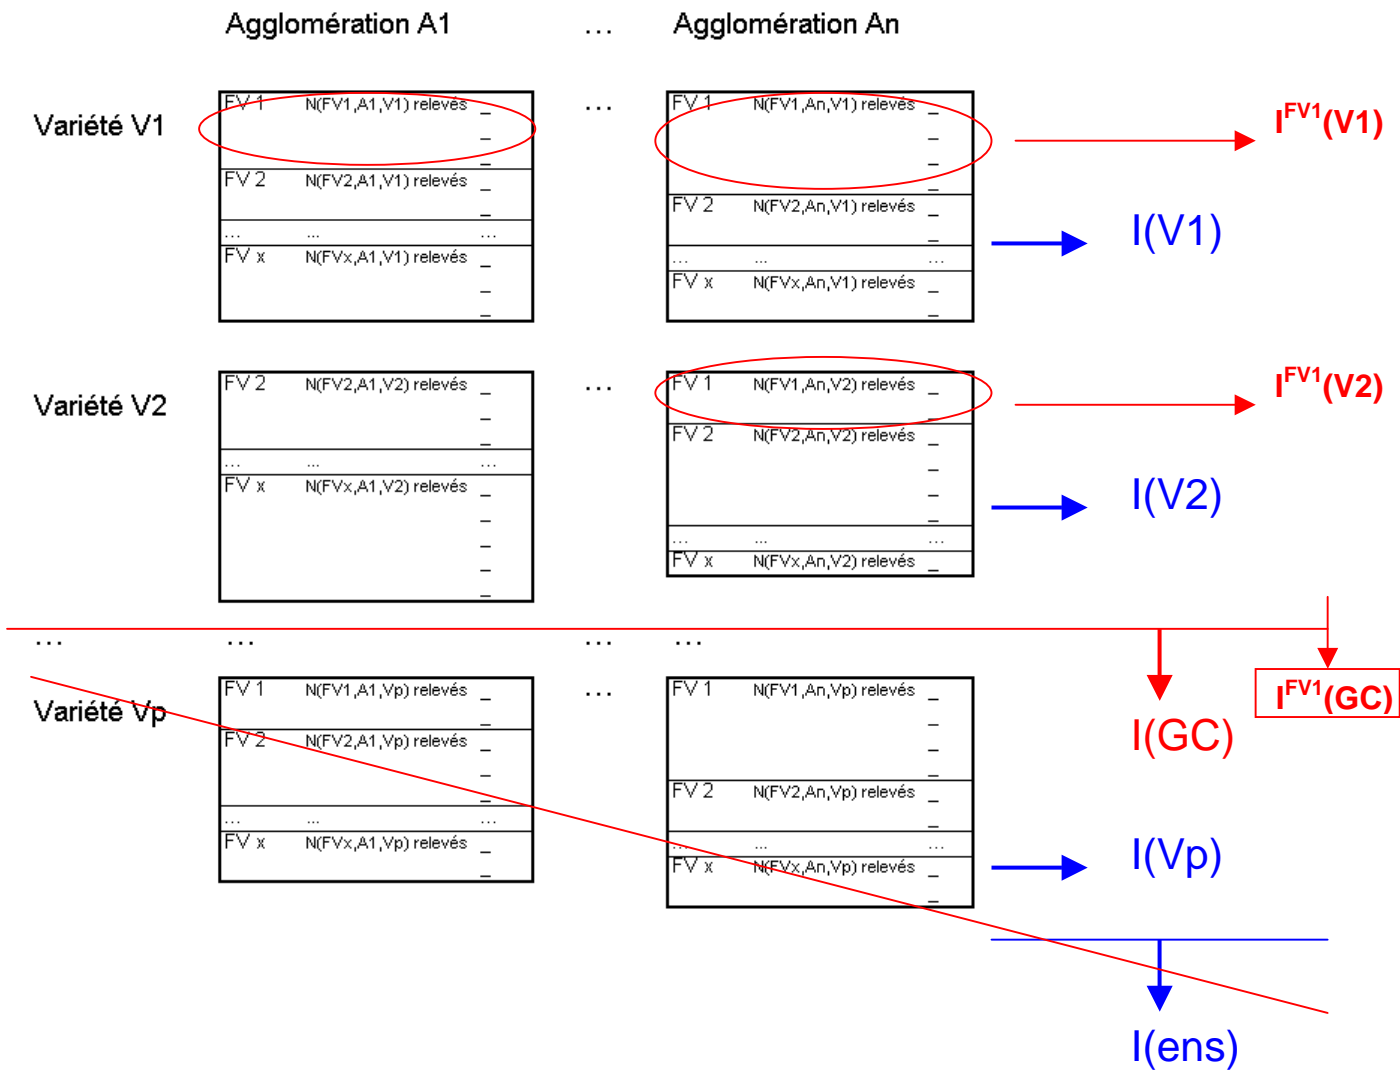 Agglomération A1 … Agglomération An
Variété V1
FV 1 N(FV1,A1,V1) relevés _
_
_
FV 2 N(FV2,A1,V1) relevés _
_
... ... ...
FV x N(FVx,A1,V1) relevés _
_
_
...
FV 1 N(FV1,An,V1) relevés _
_
_
_
FV 2 N(FV2,An,V1) relevés _
_
... ... ...
FV x N(FVx,An,V1) relevés _
_
I^FV1(V1)
I(V1)
Variété V2
FV 2 N(FV2,A1,V2) relevés _
_
_
... ... ...
FV x N(FVx,A1,V2) relevés _
_
_
_
_
...
FV 1 N(FV1,An,V2) relevés _
_
FV 2 N(FV2,An,V2) relevés _
_
_
_
... ... ...
FV x N(FVx,An,V2) relevés _
I^FV1(V2)
I(V2)
... ... ... ...
I(GC)
I^FV1(GC)
Variété Vp
FV 1 N(FV1,A1,Vp) relevés _
_
FV 2 N(FV2,A1,Vp) relevés _
_
_
... ... ...
FV x N(FVx,A1,Vp) relevés _
_
...
FV 1 N(FV1,An,Vp) relevés _
_
_
_
FV 2 N(FV2,An,Vp) relevés _
_
... ... ...
FV x N(FVx,An,Vp) relevés _
_
I(Vp)
I(ens)